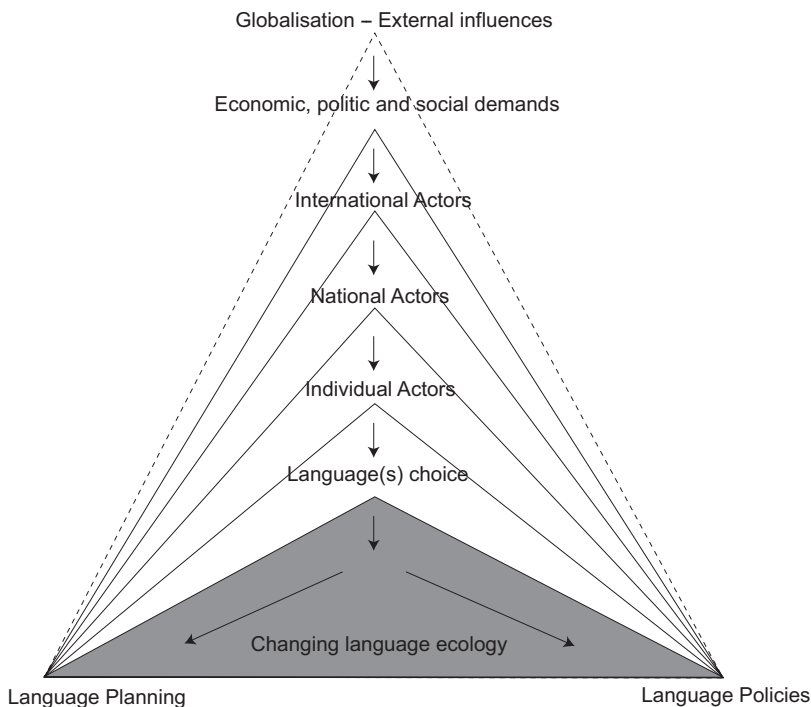 Globalisation – External influences
Economic, politic and social demands
International Actors
National Actors
Individual Actors
Language(s) choice
Changing language ecology
Language Planning
Language Policies